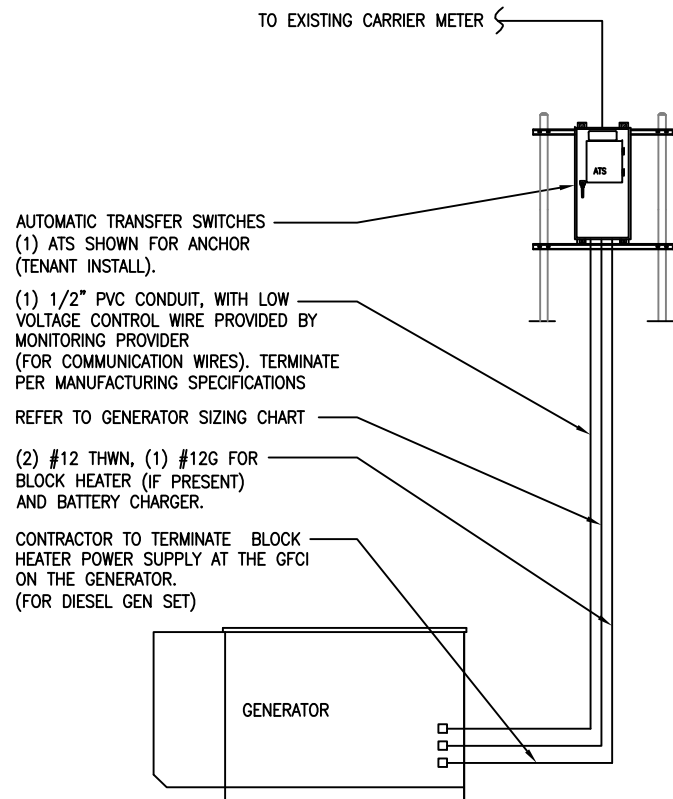 TO EXISTING CARRIER METER
ATS
AUTOMATIC TRANSFER SWITCHES
(1) ATS SHOWN FOR ANCHOR
(TENANT INSTALL).
(1) 1/2" PVC CONDUIT, WITH LOW
VOLTAGE CONTROL WIRE PROVIDED BY
MONITORING PROVIDER
(FOR COMMUNICATION WIRES). TERMINATE
PER MANUFACTURING SPECIFICATIONS
REFER TO GENERATOR SIZING CHART
(2) #12 THWN, (1) #12G FOR
BLOCK HEATER (IF PRESENT)
AND BATTERY CHARGER.
CONTRACTOR TO TERMINATE BLOCK
HEATER POWER SUPPLY AT THE GFCI
ON THE GENERATOR.
(FOR DIESEL GEN SET)
GENERATOR